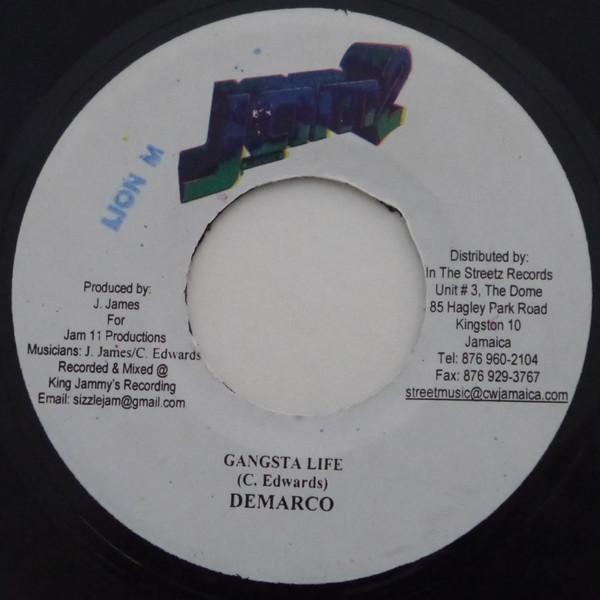 LION M
Produced by:
J. James
For
Jam 11 Productions
Musicians: J. James/C. Edwards
Recorded & Mixed @
King Jammy's Recording
Email: sizzlejam@gmail.com
Distributed by:
In The Streetz Records
Unit # 3, The Dome
85 Hagley Park Road
Kingston 10
Jamaica
Tel: 876 960-2104
Fax: 876 929-3767
streetmusic@cwjamaica.com
GANGSTA LIFE
(C. Edwards)
DEMARCO